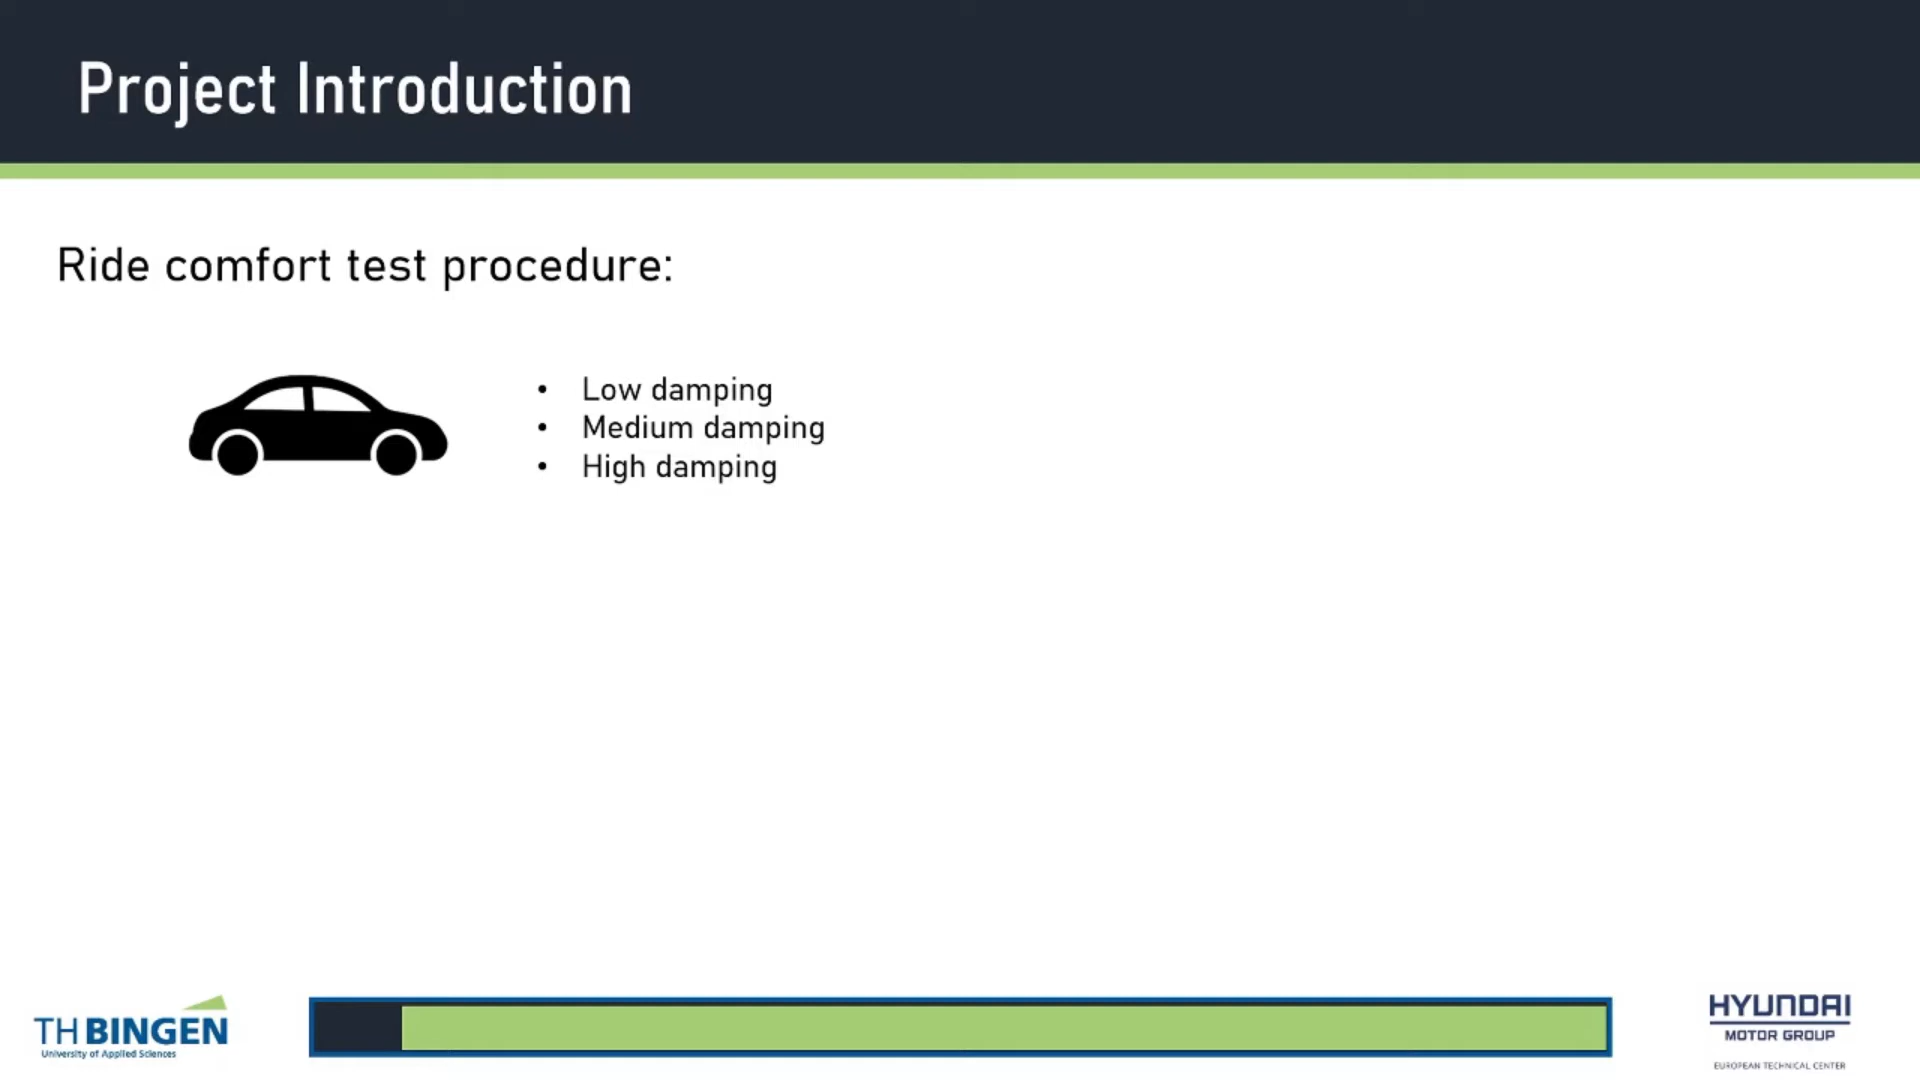 Project Introduction
Ride comfort test procedure:
• Low damping
• Medium damping
• High damping
TH BINGEN
University of Applied Sciences
HYUNDAI
MOTOR GROUP
EUROPEAN TECHNICAL CENTER